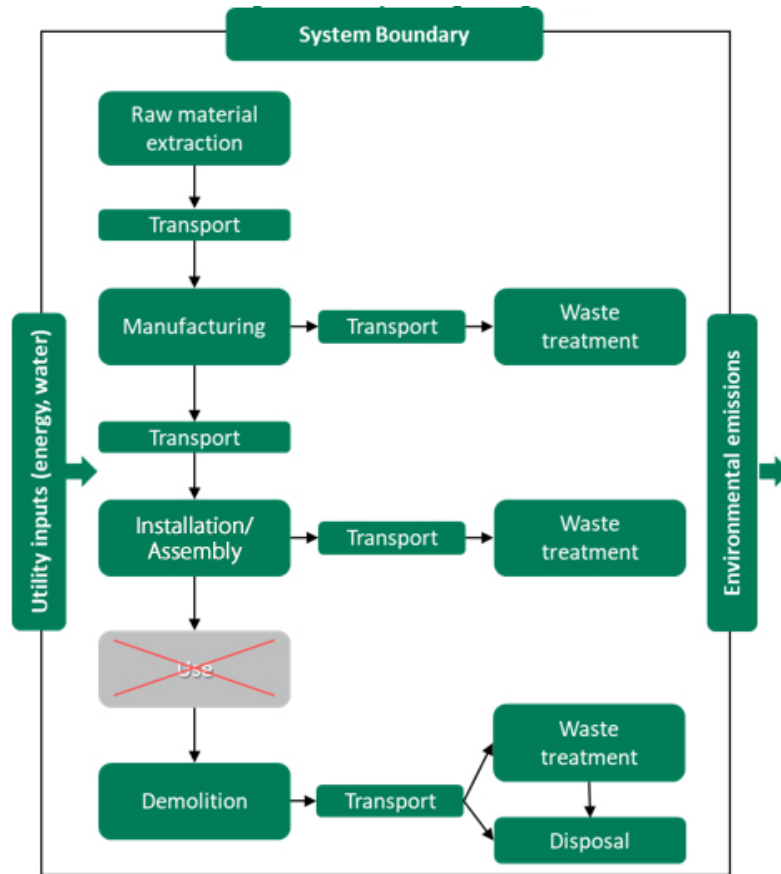 System Boundary
Raw material
extraction
Transport
Manufacturing
Transport
Waste
treatment
Transport
Installation/
Assembly
Transport
Waste
treatment
Use
Demolition
Transport
Waste
treatment
Disposal
Utility inputs (energy, water)
Environmental emissions